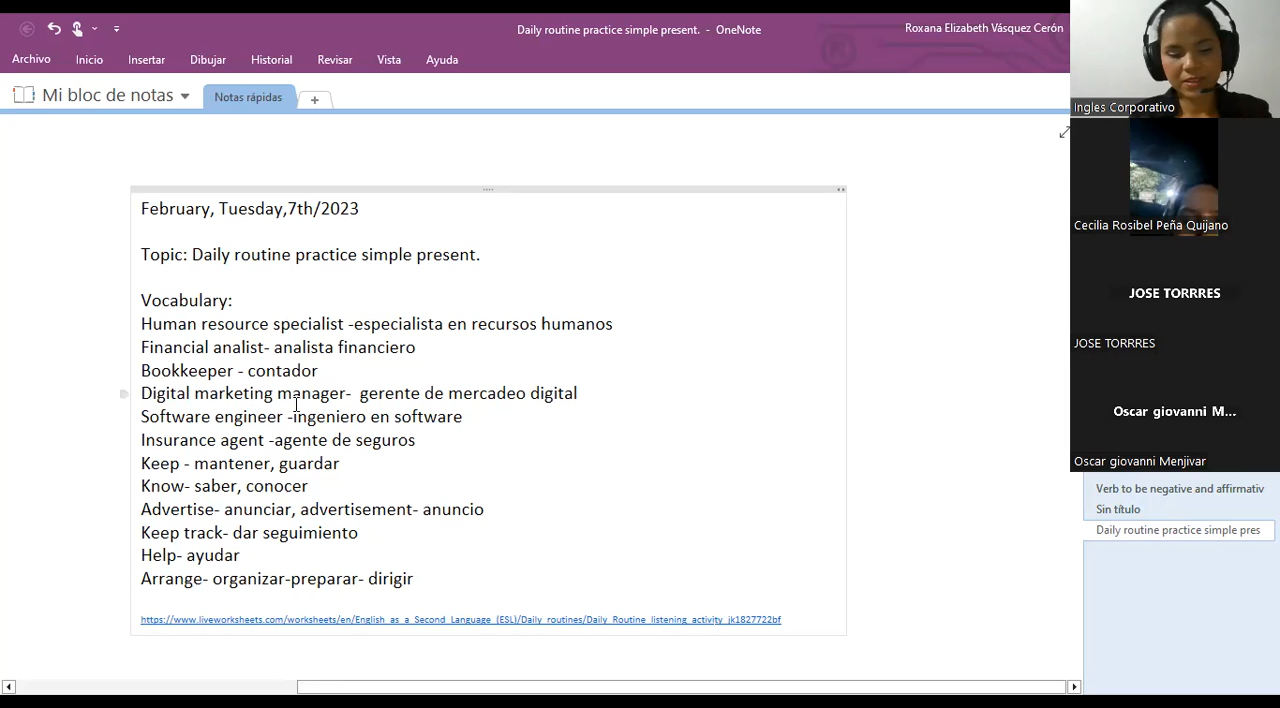 Daily routine practice simple present. - OneNote
Roxana Elizabeth Vásquez Cerón
Archivo Inicio Insertar Dibujar Historial Revisar Vista Ayuda
Mi bloc de notas Notas rápidas +
February, Tuesday,7th/2023
Topic: Daily routine practice simple present.
Vocabulary:
Human resource specialist -especialista en recursos humanos
Financial analist- analista financiero
Bookkeeper - contador
Digital marketing manager- gerente de mercadeo digital
Software engineer -ingeniero en software
Insurance agent -agente de seguros
Keep - mantener, guardar
Know- saber, conocer
Advertise- anunciar, advertisement- anuncio
Keep track- dar seguimiento
Help- ayudar
Arrange- organizar-preparar- dirigir
https://www.liveworksheets.com/worksheets/en/English_as_a_Second_Language_(ESL)/Daily_routines/Daily_Routine_listening_activity_jk1827722bf
Ingles Corporativo
Cecilia Rosibel Peña Quijano
JOSE TORRRES
JOSE TORRRES
Oscar giovanni M...
Oscar giovanni Menjivar
Verb to be negative and affirmativ
Sin título
Daily routine practice simple pres